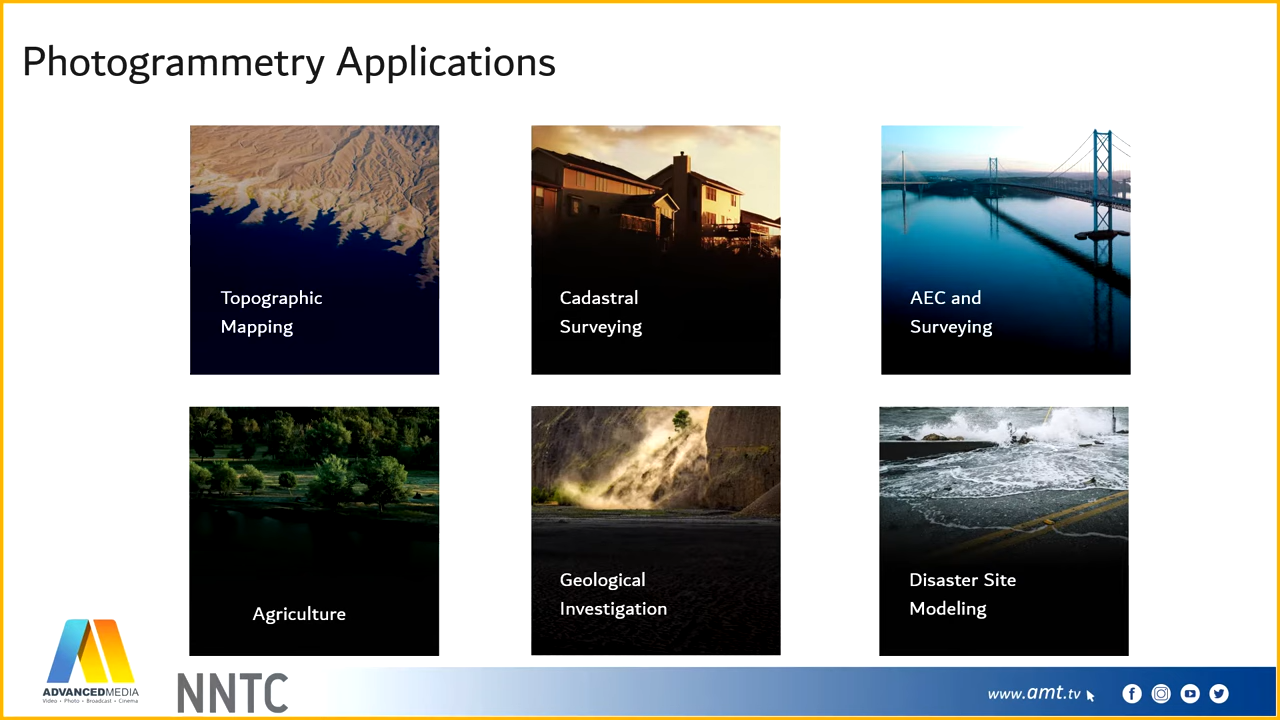 Photogrammetry Applications
Topographic
Mapping
Cadastral
Surveying
AEC and
Surveying
Agriculture
Geological
Investigation
Disaster Site
Modeling
ADVANCEDMEDIA
Video • Photo • Broadcast • Cinema
NNTC
www.amt.tv